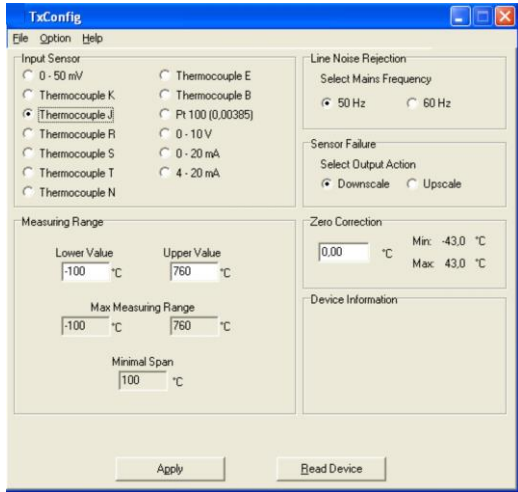 TxConfig
File Option Help
Input Sensor
0 - 50 mV
Thermocouple K
Thermocouple J
Thermocouple R
Thermocouple S
Thermocouple T
Thermocouple N
Thermocouple E
Thermocouple B
Pt 100 (0,00385)
0 - 10 V
0 - 20 mA
4 - 20 mA
Line Noise Rejection
Select Mains Frequency
50 Hz 60 Hz
Sensor Failure
Select Output Action
Downscale Upscale
Measuring Range
Lower Value Upper Value
-100 °C 760 °C
Max Measuring Range
-100 °C 760 °C
Minimal Span
100 °C
Zero Correction
0,00 °C
Min: -43,0 °C
Max: 43,0 °C
Device Information
Apply Read Device